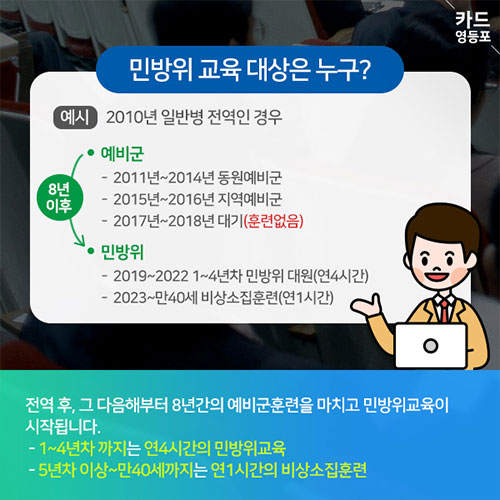 카드
영등포
민방위 교육 대상은 누구?
예시 2010년 일반병 전역인 경우
8년
이후
• 예비군
- 2011년~2014년 동원예비군
- 2015년~2016년 지역예비군
- 2017년~2018년 대기(훈련없음)
• 민방위
- 2019~2022 1~4년차 민방위 대원(연4시간)
- 2023~만40세 비상소집훈련(연1시간)
전역 후, 그 다음해부터 8년간의 예비군훈련을 마치고 민방위교육이
시작됩니다.
- 1~4년차 까지는 연4시간의 민방위교육
- 5년차 이상~만40세까지는 연1시간의 비상소집훈련